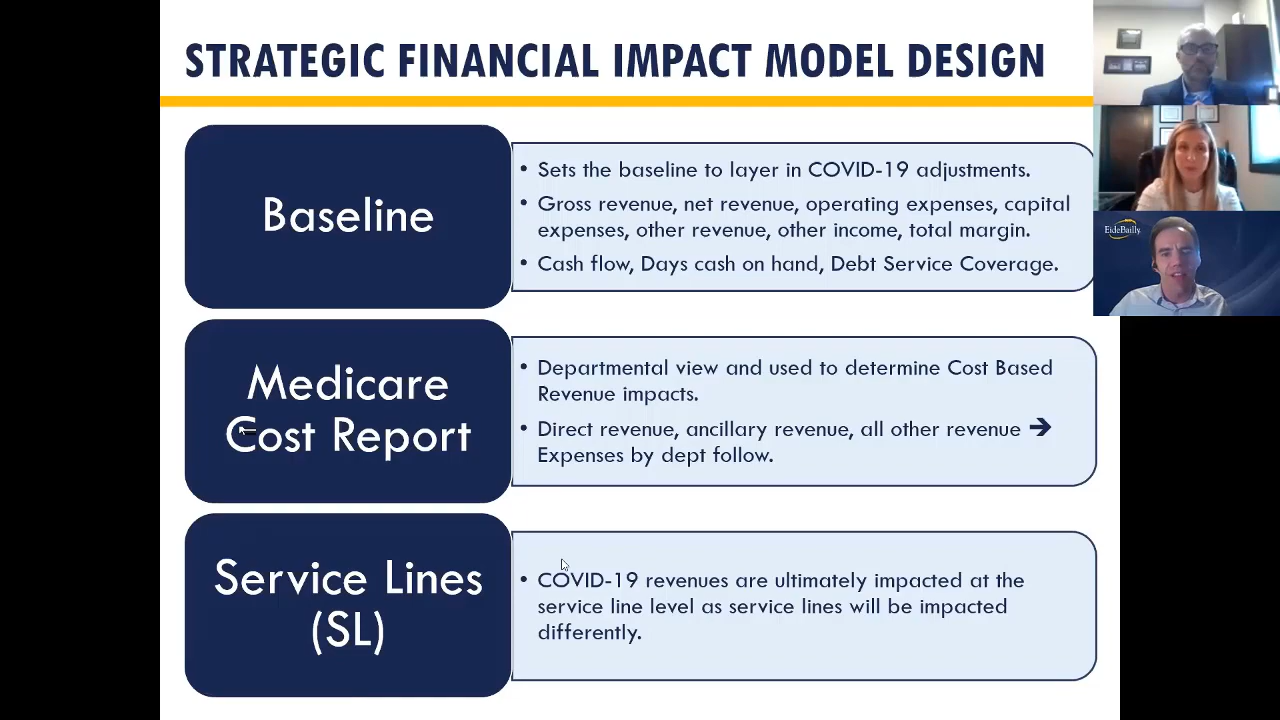 STRATEGIC FINANCIAL IMPACT MODEL DESIGN
Baseline
• Sets the baseline to layer in COVID-19 adjustments.
• Gross revenue, net revenue, operating expenses, capital
expenses, other revenue, other income, total margin.
• Cash flow, Days cash on hand, Debt Service Coverage.
Medicare
Cost Report
• Departmental view and used to determine Cost Based
Revenue impacts.
• Direct revenue, ancillary revenue, all other revenue ➔
Expenses by dept follow.
Service Lines
(SL)
• COVID-19 revenues are ultimately impacted at the
service line level as service lines will be impacted
differently.
EideBailly